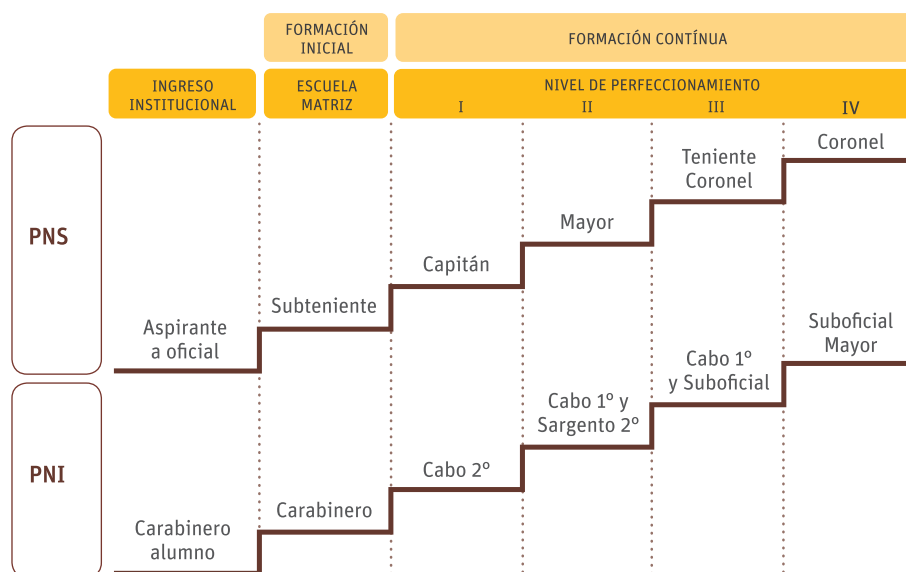 FORMACIÓN
INICIAL
FORMACIÓN CONTÍNUA
INGRESO
INSTITUCIONAL
ESCUELA
MATRIZ
NIVEL DE PERFECCIONAMIENTO
I
II
III
IV
PNS
Aspirante
a oficial
Subteniente
Capitán
Mayor
Teniente
Coronel
Coronel
PNI
Carabinero
alumno
Carabinero
Cabo 2º
Cabo 1º y
Sargento 2º
Cabo 1º
y Suboficial
Suboficial
Mayor